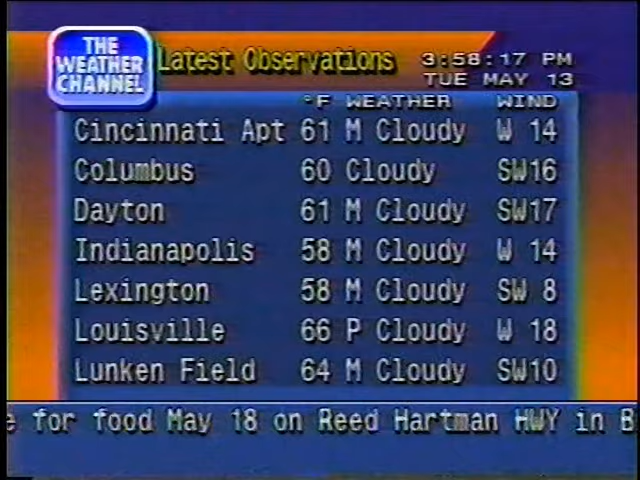 THE
WEATHER
CHANNEL
Latest Observations
3:58:17 PM
TUE MAY 13
°F WEATHER WIND
Cincinnati Apt 61 M Cloudy W 14
Columbus 60 Cloudy SW16
Dayton 61 M Cloudy SW17
Indianapolis 58 M Cloudy W 14
Lexington 58 M Cloudy SW 8
Louisville 66 P Cloudy W 18
Lunken Field 64 M Cloudy SW10
e for food May 18 on Reed Hartman HWY in B